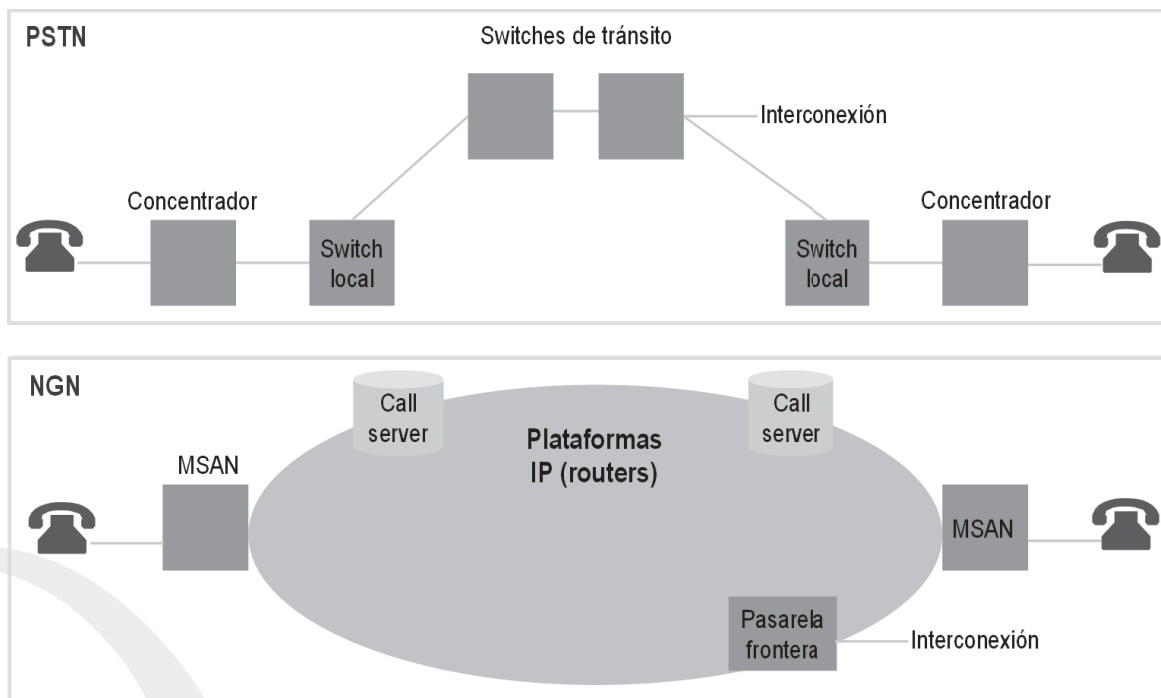 PSTN
Switches de tránsito
Interconexión
Concentrador
Concentrador
Switch
local
Switch
local
NGN
Call
server
Call
server
Plataformas
IP (routers)
MSAN
MSAN
Pasarela
frontera
Interconexión